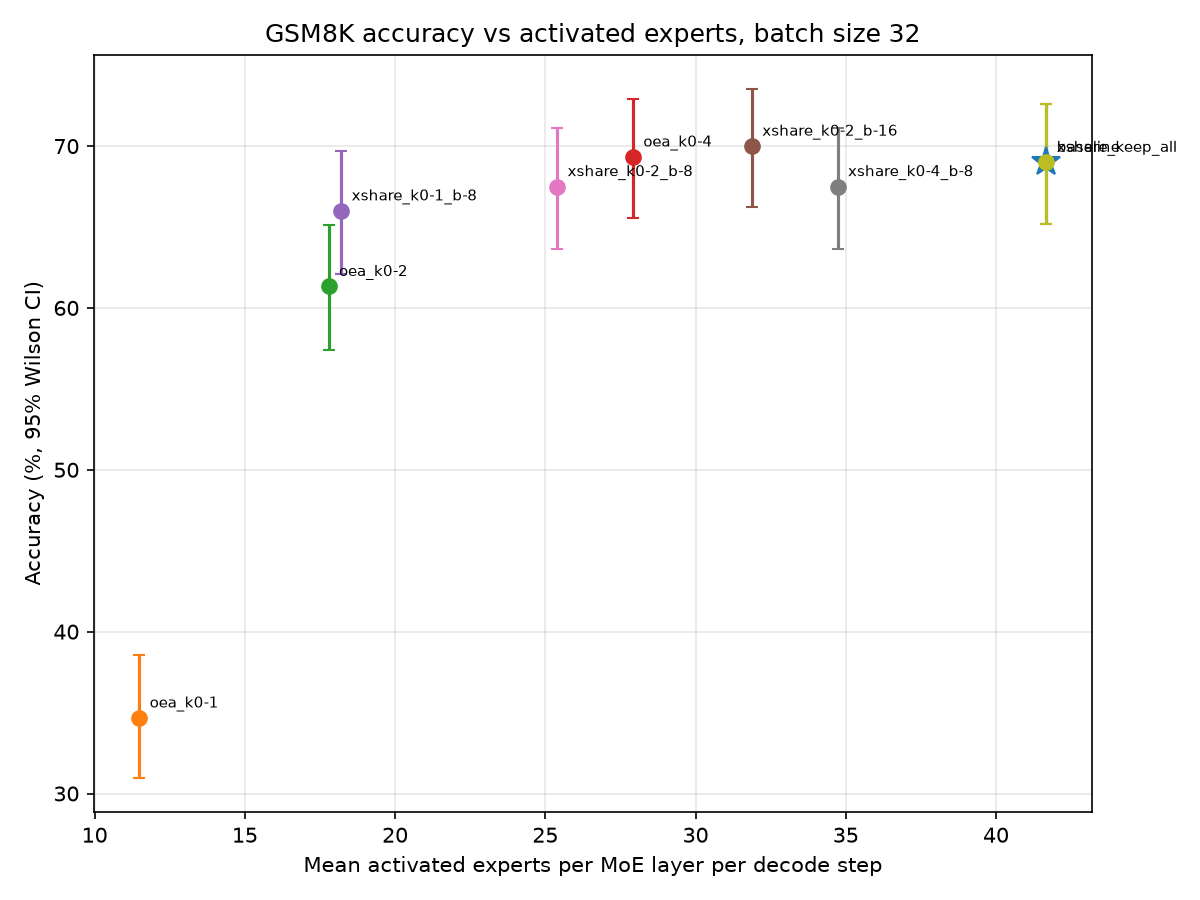 GSM8K accuracy vs activated experts, batch size 32
Accuracy (%, 95% Wilson CI)
70
60
50
40
30
oea_k0-1
oea_k0-2
xshare_k0-1_b-8
xshare_k0-2_b-8
oea_k0-4
xshare_k0-2_b-16
xshare_k0-4_b-8
xshare_keep_all
10
15
20
25
30
35
40
Mean activated experts per MoE layer per decode step